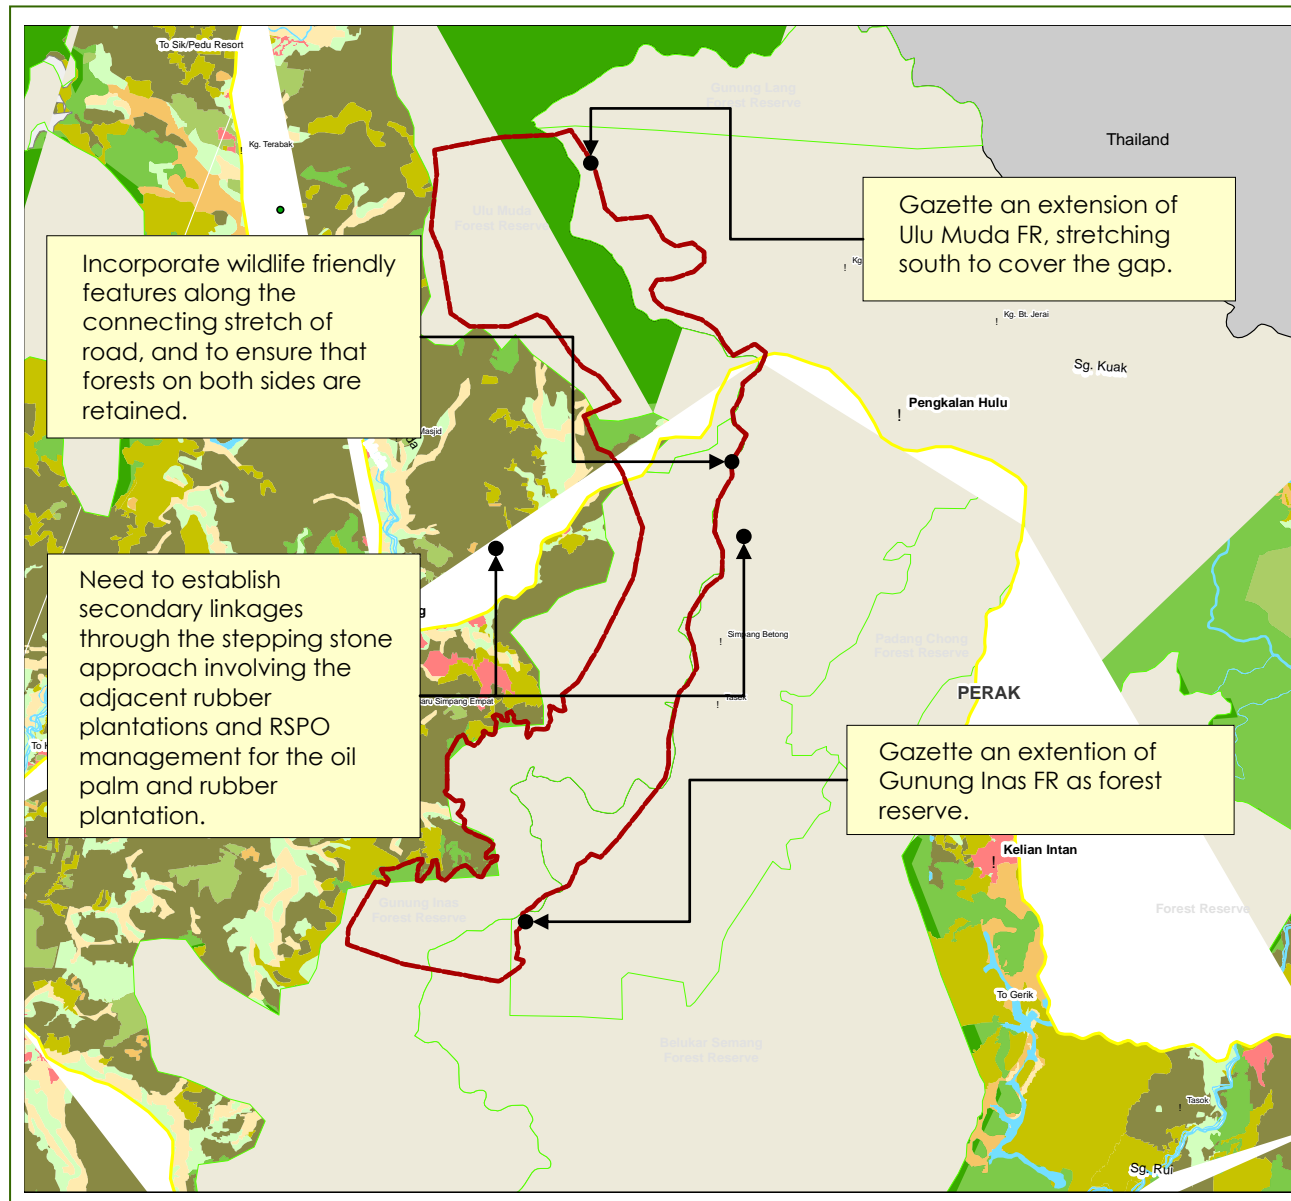 To Sik/Pedu Resort
Gunung Lang
Forest Reserve
Thailand
Kg. Terabak
Ulu Muda
Forest Reserve
Gazette an extension of
Ulu Muda FR, stretching
south to cover the gap.
Incorporate wildlife friendly
features along the
connecting stretch of
road, and to ensure that
forests on both sides are
retained.
Kg
Kg. Bt. Jerai
Sg. Kuak
Pengkalan Hulu
Masjid
Need to establish
secondary linkages
through the stepping stone
approach involving the
adjacent rubber
plantations and RSPO
management for the oil
palm and rubber
plantation.
Simpang Betong
Padang Chong
Forest Reserve
PERAK
Tasek
aru Simpang Empat
Gazette an extention of
Gunung Inas FR as forest
reserve.
Kelian Intan
Gunung Inas
Forest Reserve
Forest Reserve
To Gerik
Belukar Semang
Forest Reserve
Tasok
Sg. Rui